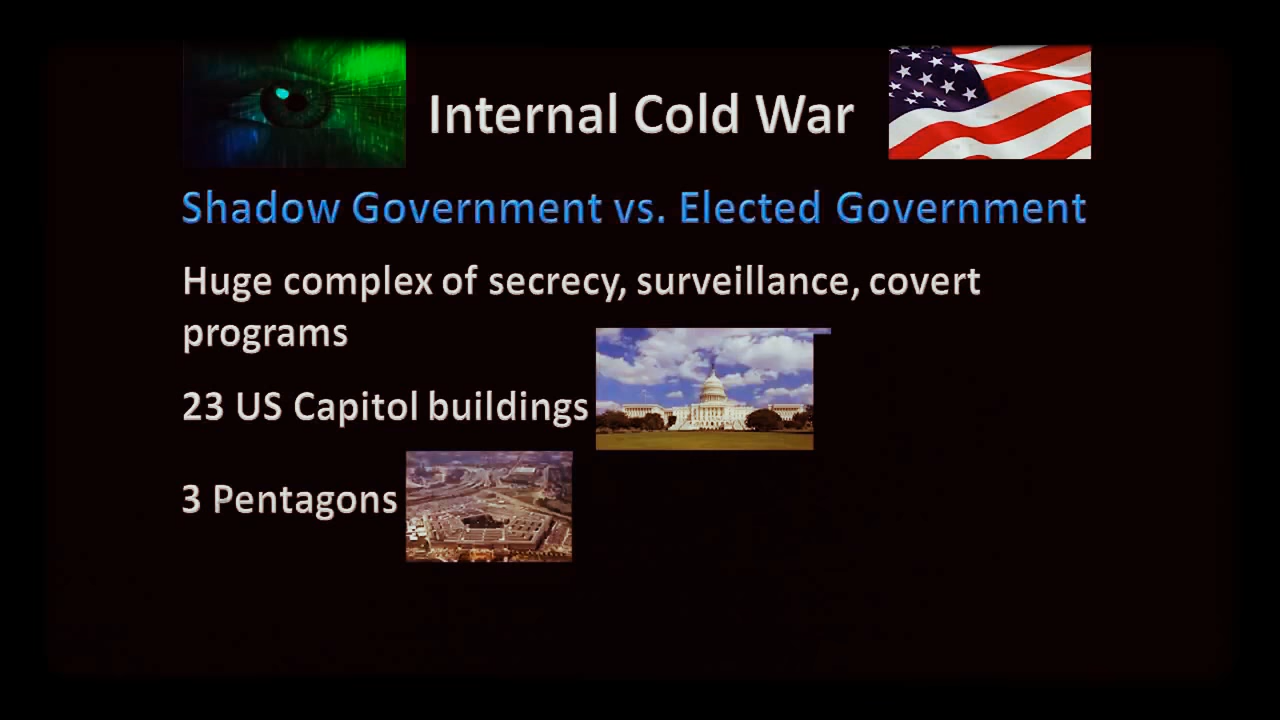 Internal Cold War
Shadow Government vs. Elected Government
Huge complex of secrecy, surveillance, covert
programs
23 US Capitol buildings
3 Pentagons